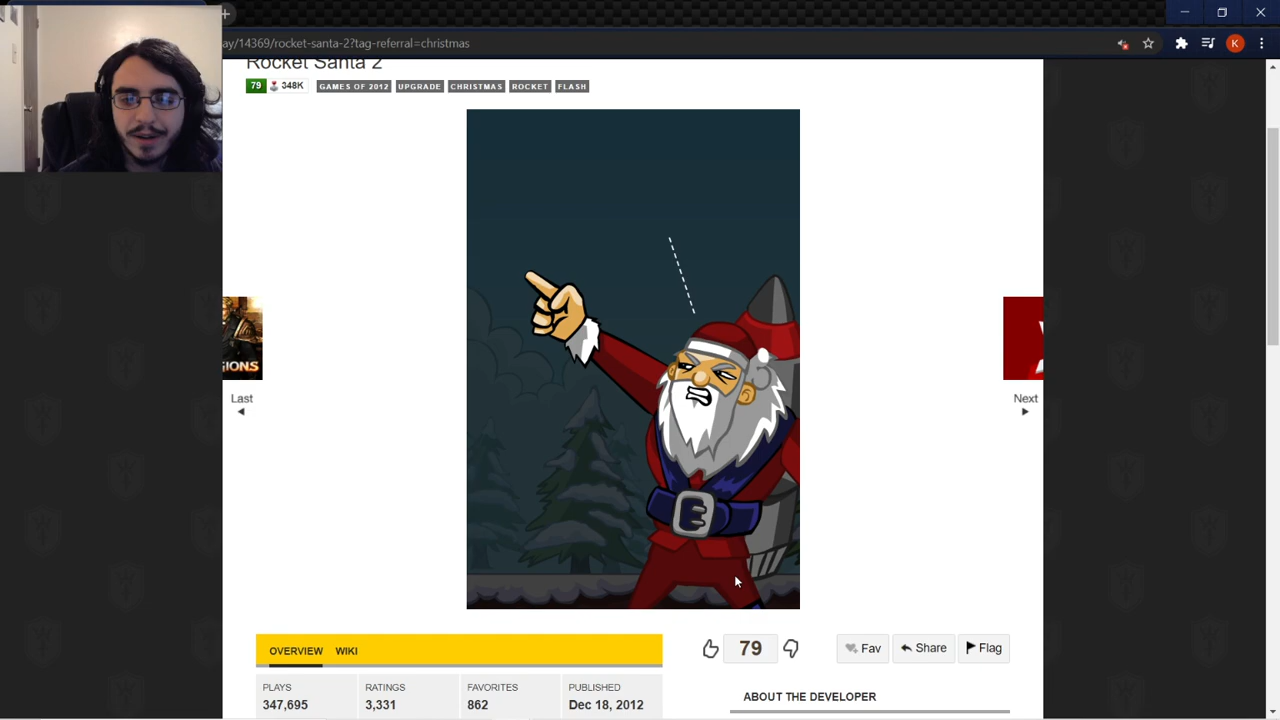 ay/14369/rocket-santa-2?tag-referral=christmas
K
Rocket Santa 2
79 348K GAMES OF 2012 UPGRADE CHRISTMAS ROCKET FLASH
IONS
Last
Next
E
OVERVIEW WIKI
79
Fav
Share
Flag
PLAYS RATINGS FAVORITES PUBLISHED
347,695 3,331 862 Dec 18, 2012
ABOUT THE DEVELOPER